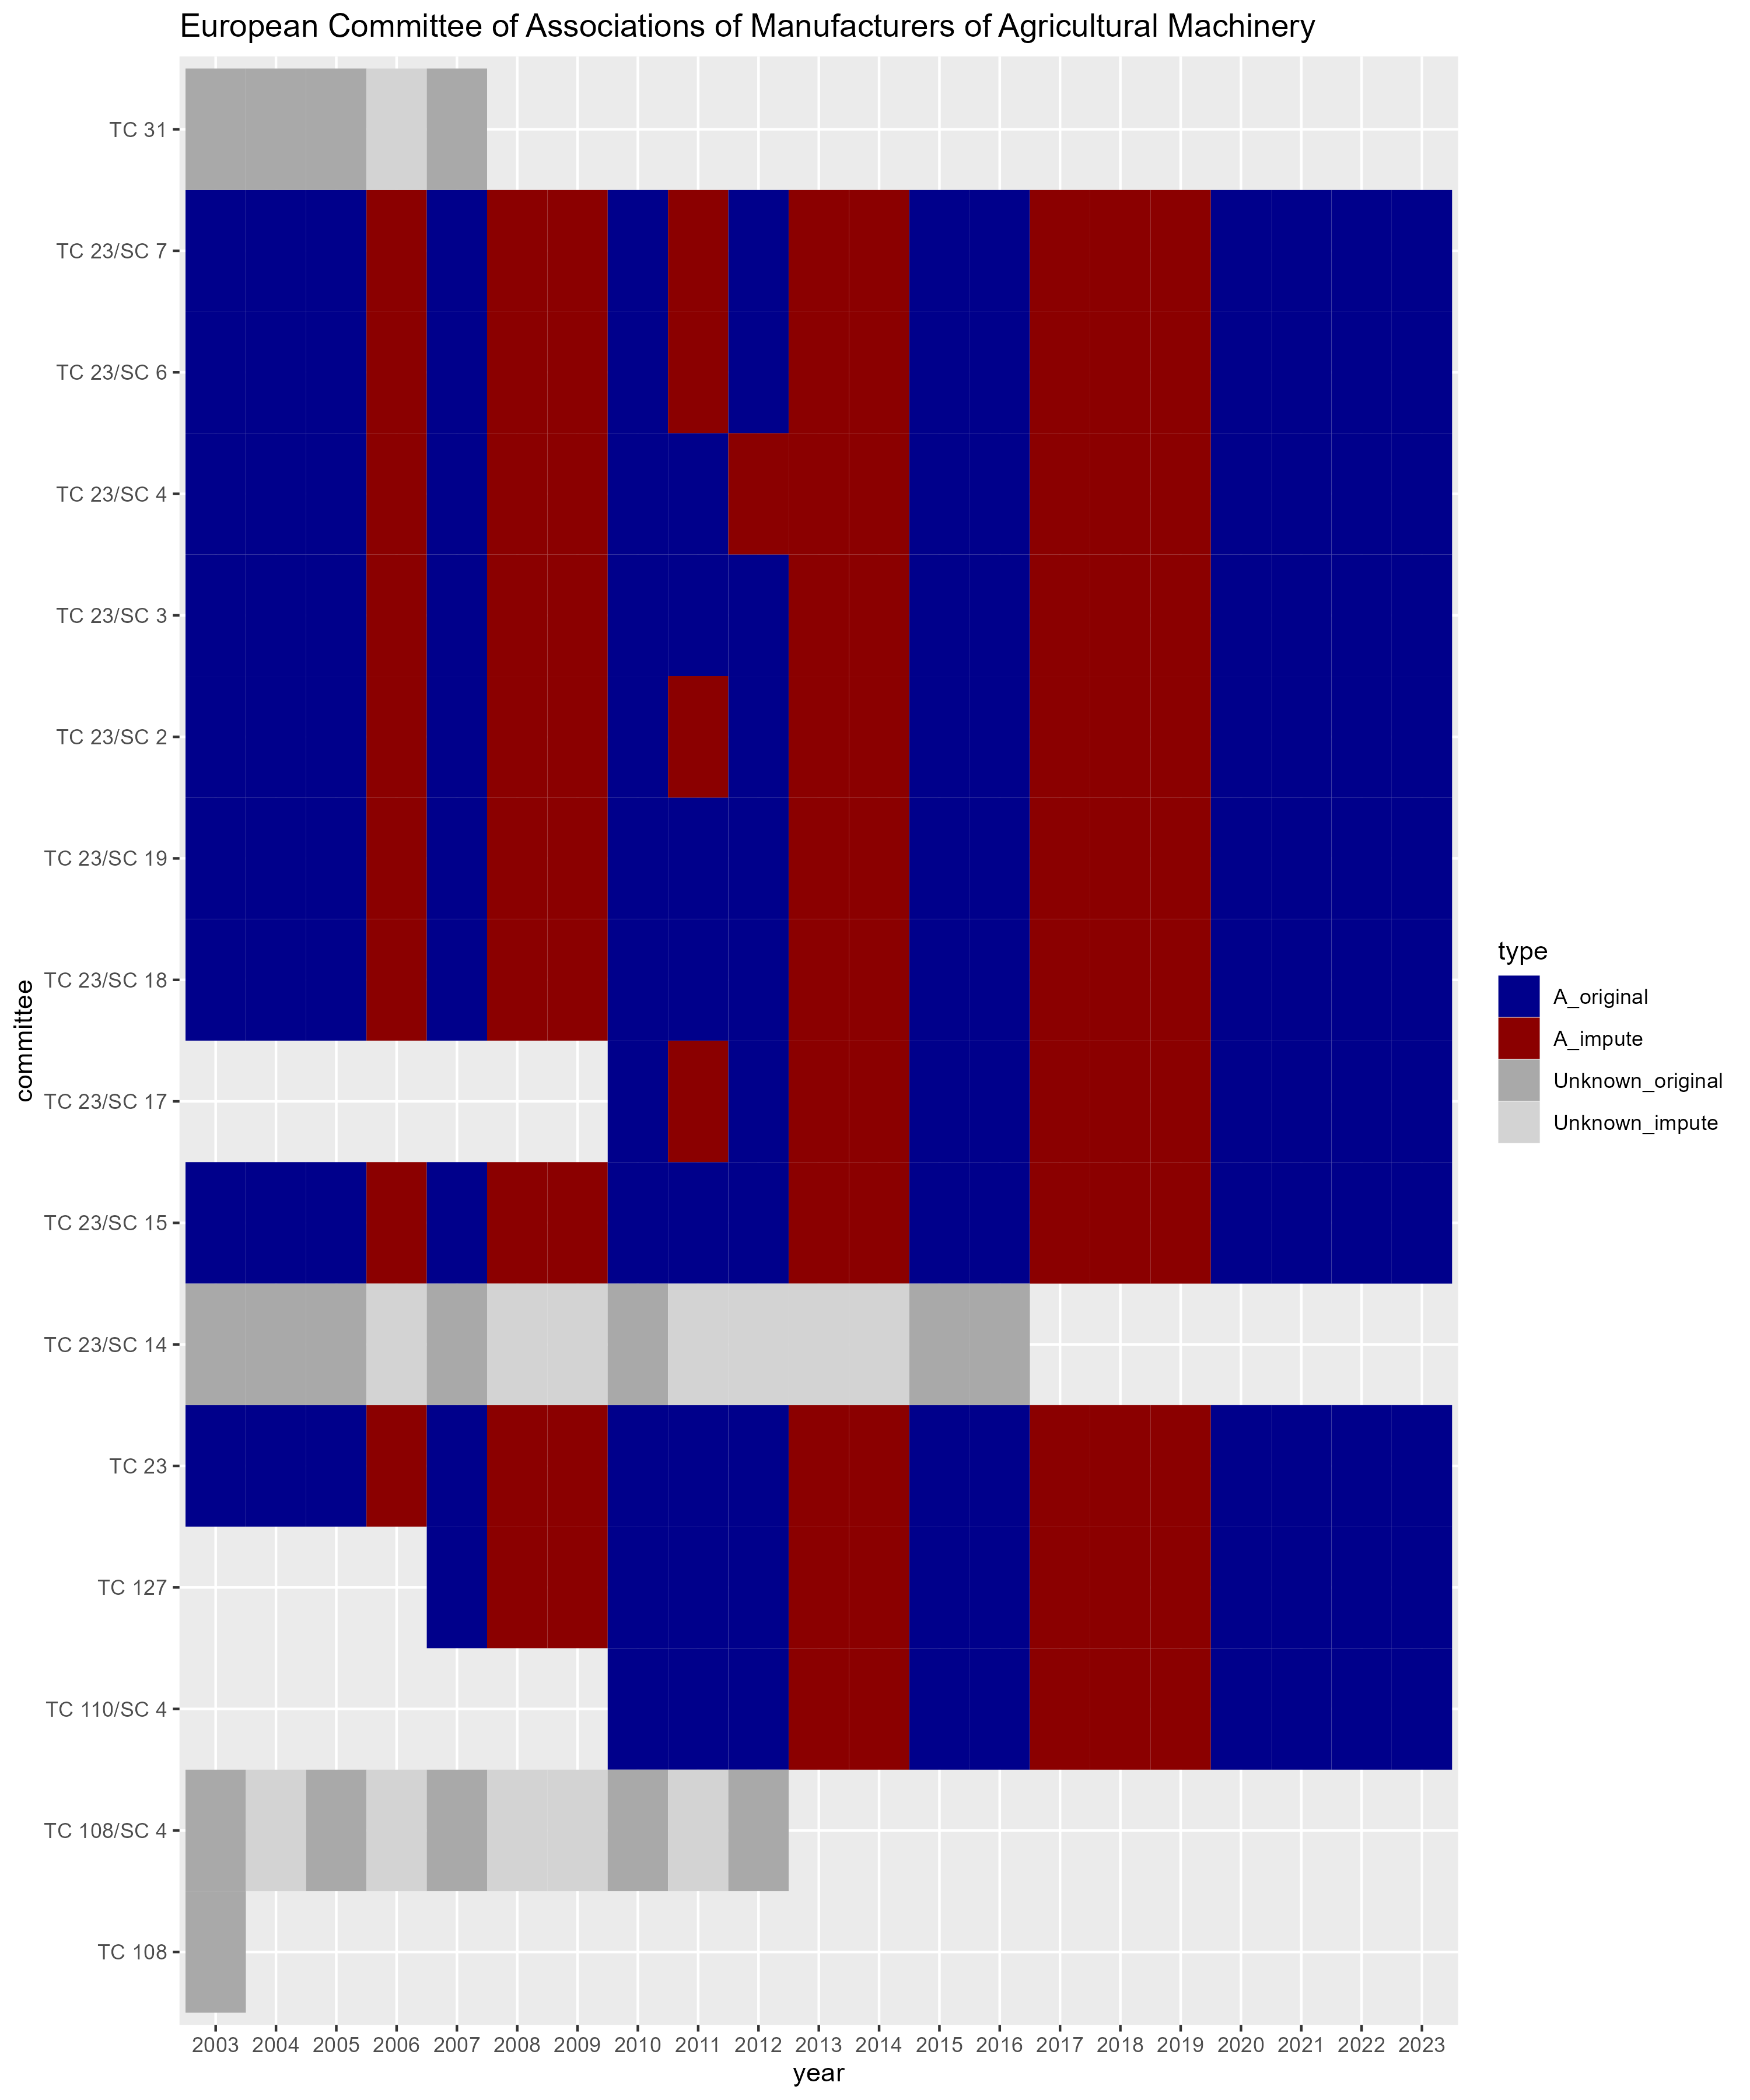 European Committee of Associations of Manufacturers of Agricultural Machinery
committee
TC 31
TC 23/SC 7
TC 23/SC 6
TC 23/SC 4
TC 23/SC 3
TC 23/SC 2
TC 23/SC 19
TC 23/SC 18
TC 23/SC 17
TC 23/SC 15
TC 23/SC 14
TC 23
TC 127
TC 110/SC 4
TC 108/SC 4
TC 108
2003 2004 2005 2006 2007 2008 2009 2010 2011 2012 2013 2014 2015 2016 2017 2018 2019 2020 2021 2022 2023
year
type
A_original
A_impute
Unknown_original
Unknown_impute